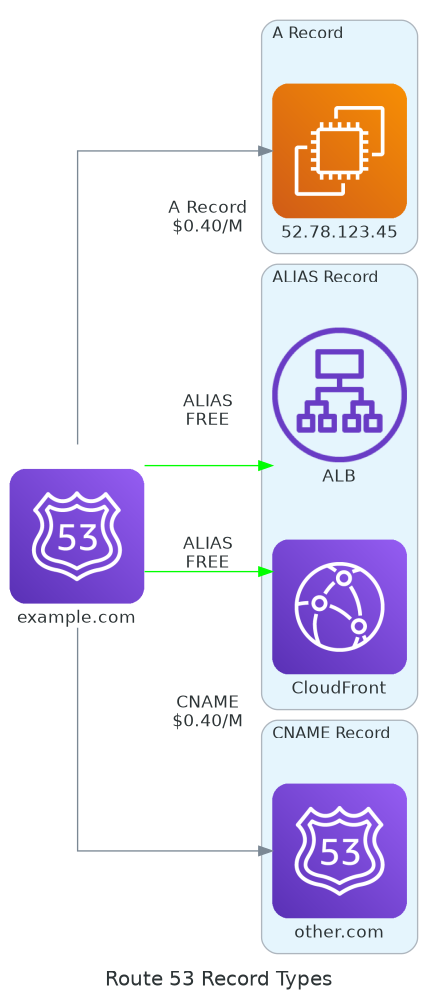 A Record
52.78.123.45
A Record
$0.40/M
ALIAS Record
ALB
ALIAS
FREE
ALIAS
FREE
CloudFront
53
example.com
CNAME
$0.40/M
CNAME Record
53
other.com
Route 53 Record Types